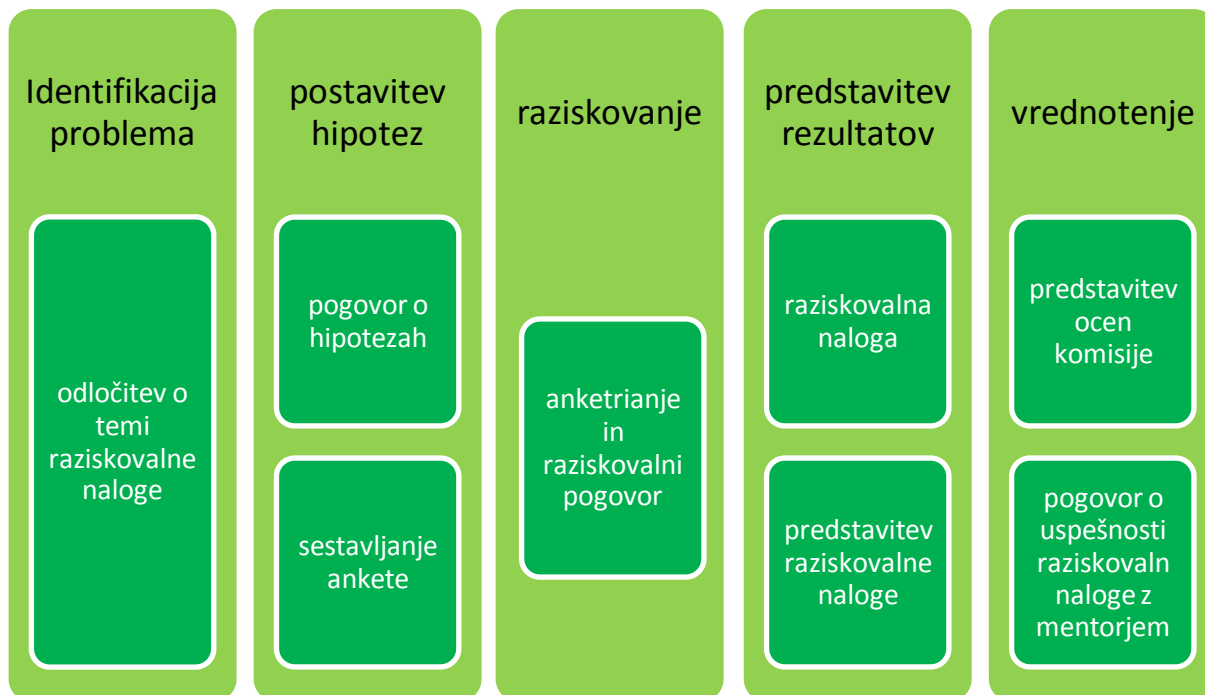 Identifikacija
problema
odločitev o
temi
raziskovalne
naloge
postavitev
hipotez
pogovor o
hipotezah
sestavljanje
ankete
raziskovanje
anketrianje
in
raziskovalni
pogovor
predstavitev
rezultatov
raziskovalna
naloga
predstavitev
raziskovalne
naloge
vrednotenje
predstavitev
ocen
komisije
pogovor o
uspešnosti
raziskovaln
naloge z
mentorjem